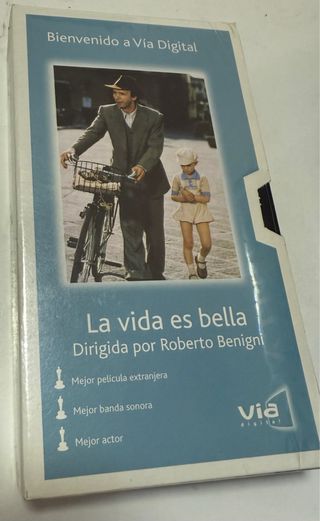 Bienvenido a Vía Digital
La vida es bella
Dirigida por Roberto Benigni
Mejor película extranjera
Mejor banda sonora
Mejor actor
Vía
digital